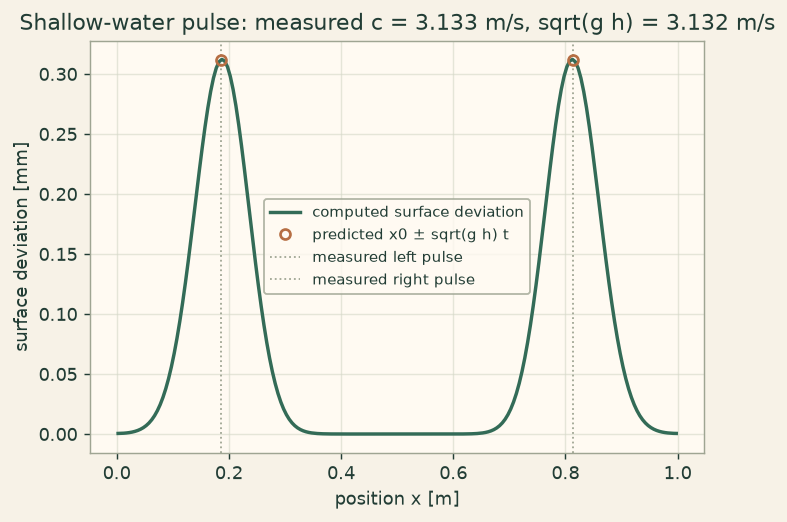 Shallow-water pulse: measured c = 3.133 m/s, sqrt(g h) = 3.132 m/s
surface deviation [mm]
0.30
0.25
0.20
0.15
0.10
0.05
0.00
computed surface deviation
predicted x0 ± sqrt(g h) t
measured left pulse
measured right pulse
0.0 0.2 0.4 0.6 0.8 1.0
position x [m]